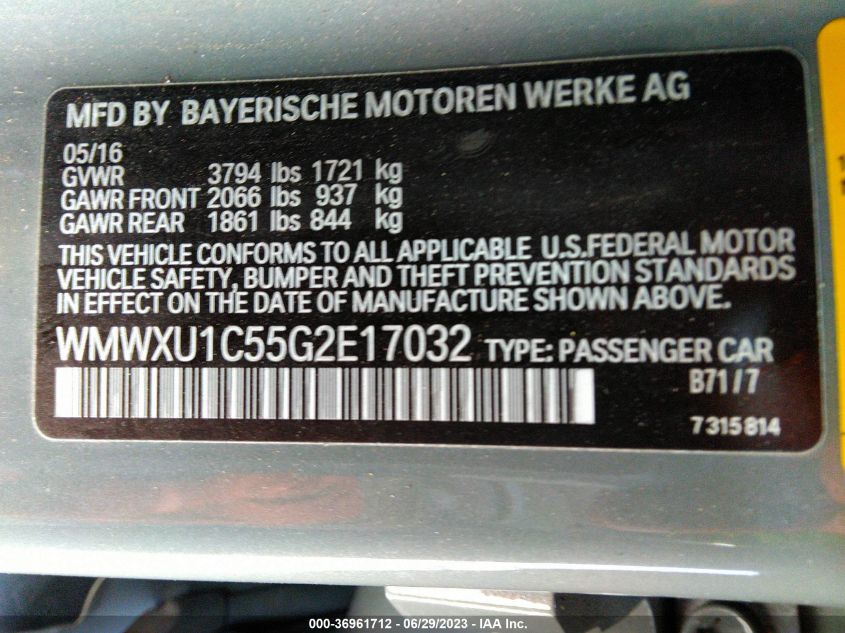 MFD BY BAYERISCHE MOTOREN WERKE AG
05/16
GVWR 3794 lbs 1721 kg
GAWR FRONT 2066 lbs 937 kg
GAWR REAR 1861 lbs 844 kg
THIS VEHICLE CONFORMS TO ALL APPLICABLE U.S.FEDERAL MOTOR
VEHICLE SAFETY, BUMPER AND THEFT PREVENTION STANDARDS
IN EFFECT ON THE DATE OF MANUFACTURE SHOWN ABOVE.
WMWXU1C55G2E17032 TYPE: PASSENGER CAR
B71/7
7315814
000-36961712 - 06/29/2023 - IAA Inc.